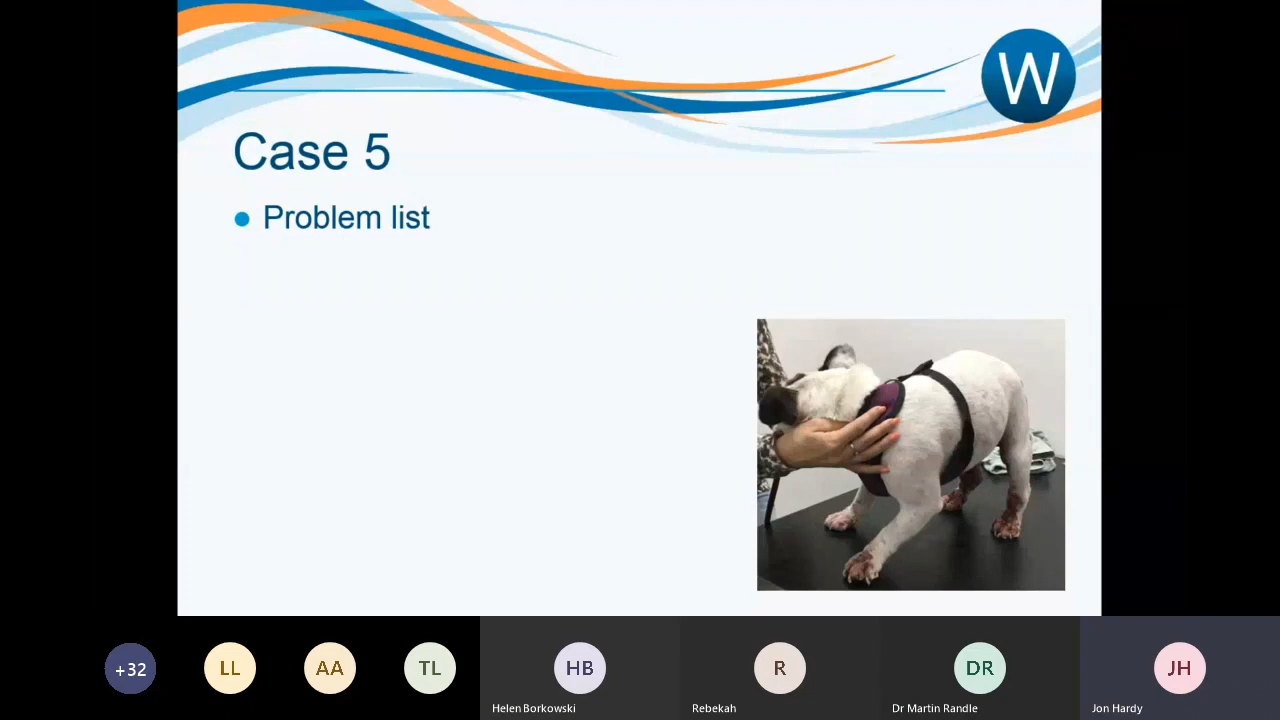 W
Case 5
Problem list
+32
LL
AA
TL
HB
R
DR
JH
Helen Borkowski
Rebekah
Dr Martin Randle
Jon Hardy